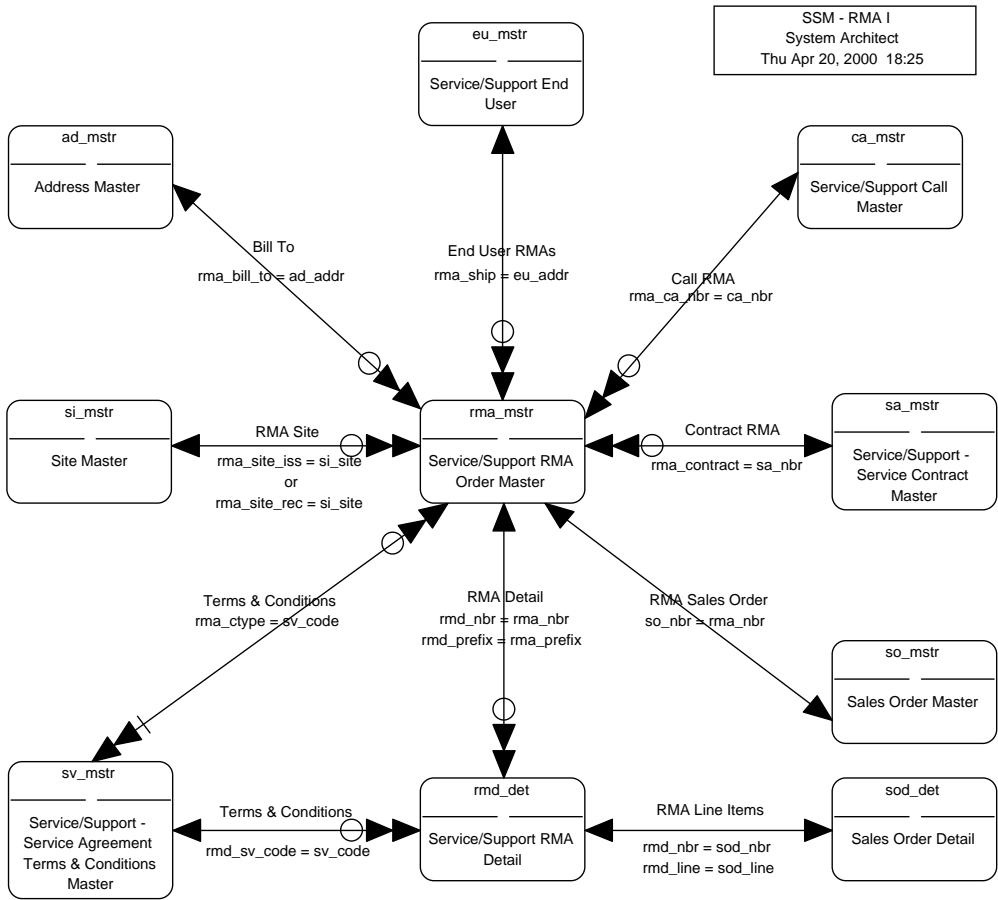 SSM - RMA I
System Architect
Thu Apr 20, 2000  18:25
eu_mstr
Service/Support End
User
ad_mstr
Address Master
ca_mstr
Service/Support Call
Master
Bill To
rma_bill_to = ad_addr
End User RMAs
rma_ship = eu_addr
Call RMA
rma_ca_nbr = ca_nbr
si_mstr
Site Master
RMA Site
rma_site_iss = si_site
or
rma_site_rec = si_site
rma_mstr
Service/Support RMA
Order Master
Contract RMA
rma_contract = sa_nbr
sa_mstr
Service/Support -
Service Contract
Master
Terms & Conditions
rma_ctype = sv_code
RMA Detail
rmd_nbr = rma_nbr
rmd_prefix = rma_prefix
RMA Sales Order
so_nbr = rma_nbr
so_mstr
Sales Order Master
sv_mstr
Service/Support -
Service Agreement
Terms & Conditions
Master
Terms & Conditions
rmd_sv_code = sv_code
rmd_det
Service/Support RMA
Detail
RMA Line Items
rmd_nbr = sod_nbr
rmd_line = sod_line
sod_det
Sales Order Detail